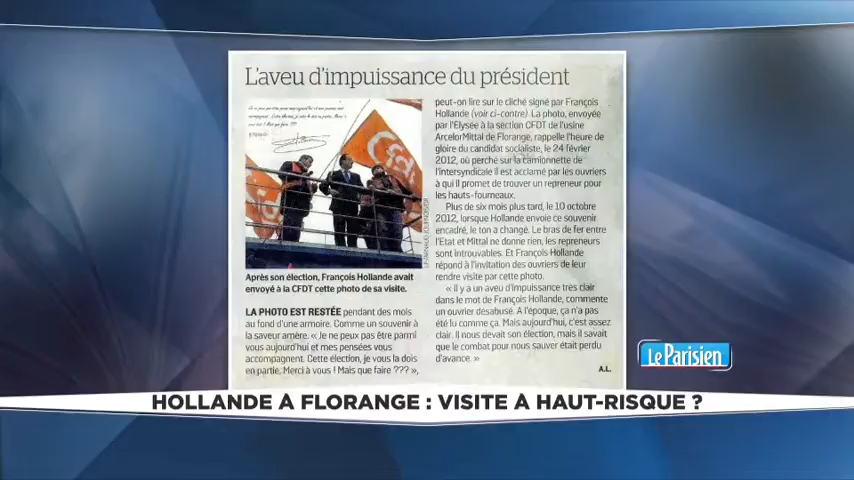 L'aveu d'impuissance du président
Après son élection, François Hollande avait
envoyé à la CFDT cette photo de sa visite.
LA PHOTO EST RESTÉE pendant des mois
au fond d'une armoire. Comme un souvenir à
la saveur amère. « Je ne peux pas être parmi
vous aujourd'hui et mes pensées vous
accompagnent. Cette élection, je vous la dois
en partie. Merci à vous ! Mais que faire ??? »,
peut-on lire sur le cliché signé par François
Hollande (voir ci-contre). La photo, envoyée
par l'Elysée à la section CFDT de l'usine
ArcelorMittal de Florange, rappelle l'heure de
gloire du candidat socialiste, le 24 février
2012, où perché sur la camionnette de
l'intersyndicale il est acclamé par les ouvriers
à qui il promet de trouver un repreneur pour
les hauts-fourneaux.
Plus de six mois plus tard, le 10 octobre
2012, lorsque Hollande envoie ce souvenir
encadré, le ton a changé. Le bras de fer entre
l'Etat et Mittal ne donne rien, les repreneurs
sont introuvables. Et François Hollande
répond à l'invitation des ouvriers de leur
rendre visite par cette photo.
« Il y a un aveu d'impuissance très clair
dans le mot de François Hollande, commente
un ouvrier désabusé. A l'époque, ça n'a pas
été lu comme ça. Mais aujourd'hui, c'est assez
clair. Il nous devait son élection, mais il savait
que le combat pour nous sauver était perdu
d'avance. »
A.L.
Le Parisien
HOLLANDE A FLORANGE : VISITE A HAUT-RISQUE ?